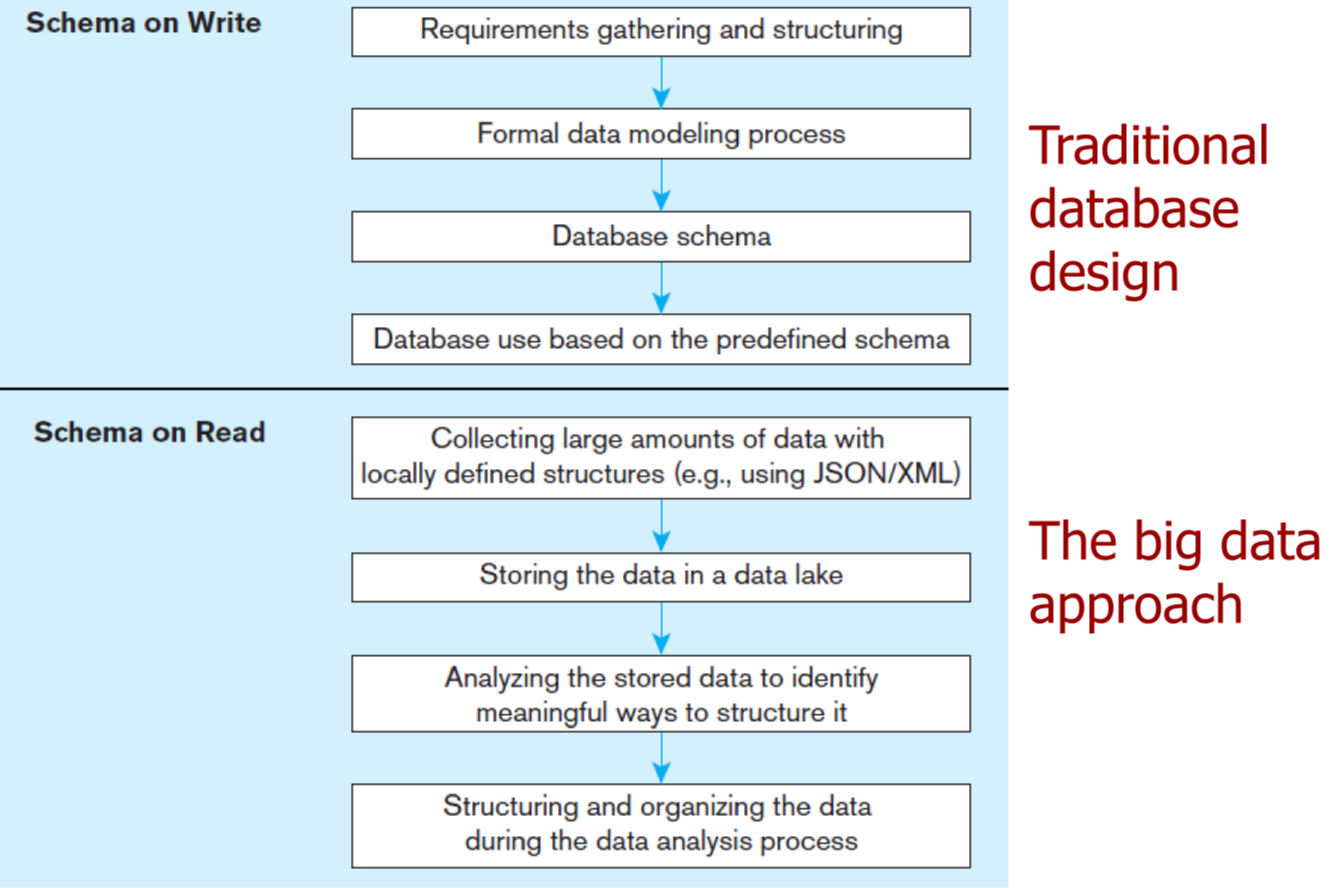 Schema on Write
Requirements gathering and structuring
Formal data modeling process
Database schema
Database use based on the predefined schema
Traditional
database
design
Schema on Read
Collecting large amounts of data with
locally defined structures (e.g., using JSON/XML)
Storing the data in a data lake
Analyzing the stored data to identify
meaningful ways to structure it
Structuring and organizing the data
during the data analysis process
The big data
approach